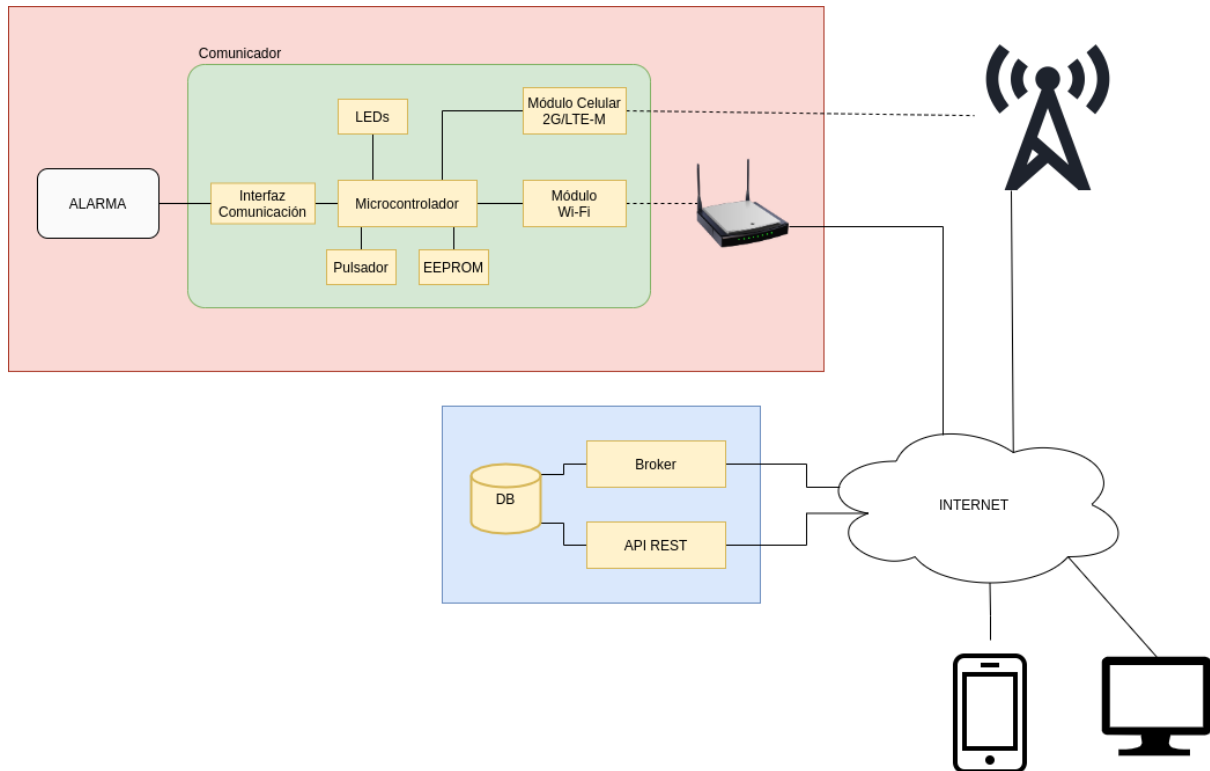 Comunicador
Módulo Celular
2G/LTE-M
LEDs
ALARMA
Interfaz
Comunicación
Microcontrolador
Módulo
Wi-Fi
Pulsador
EEPROM
Broker
DB
API REST
INTERNET